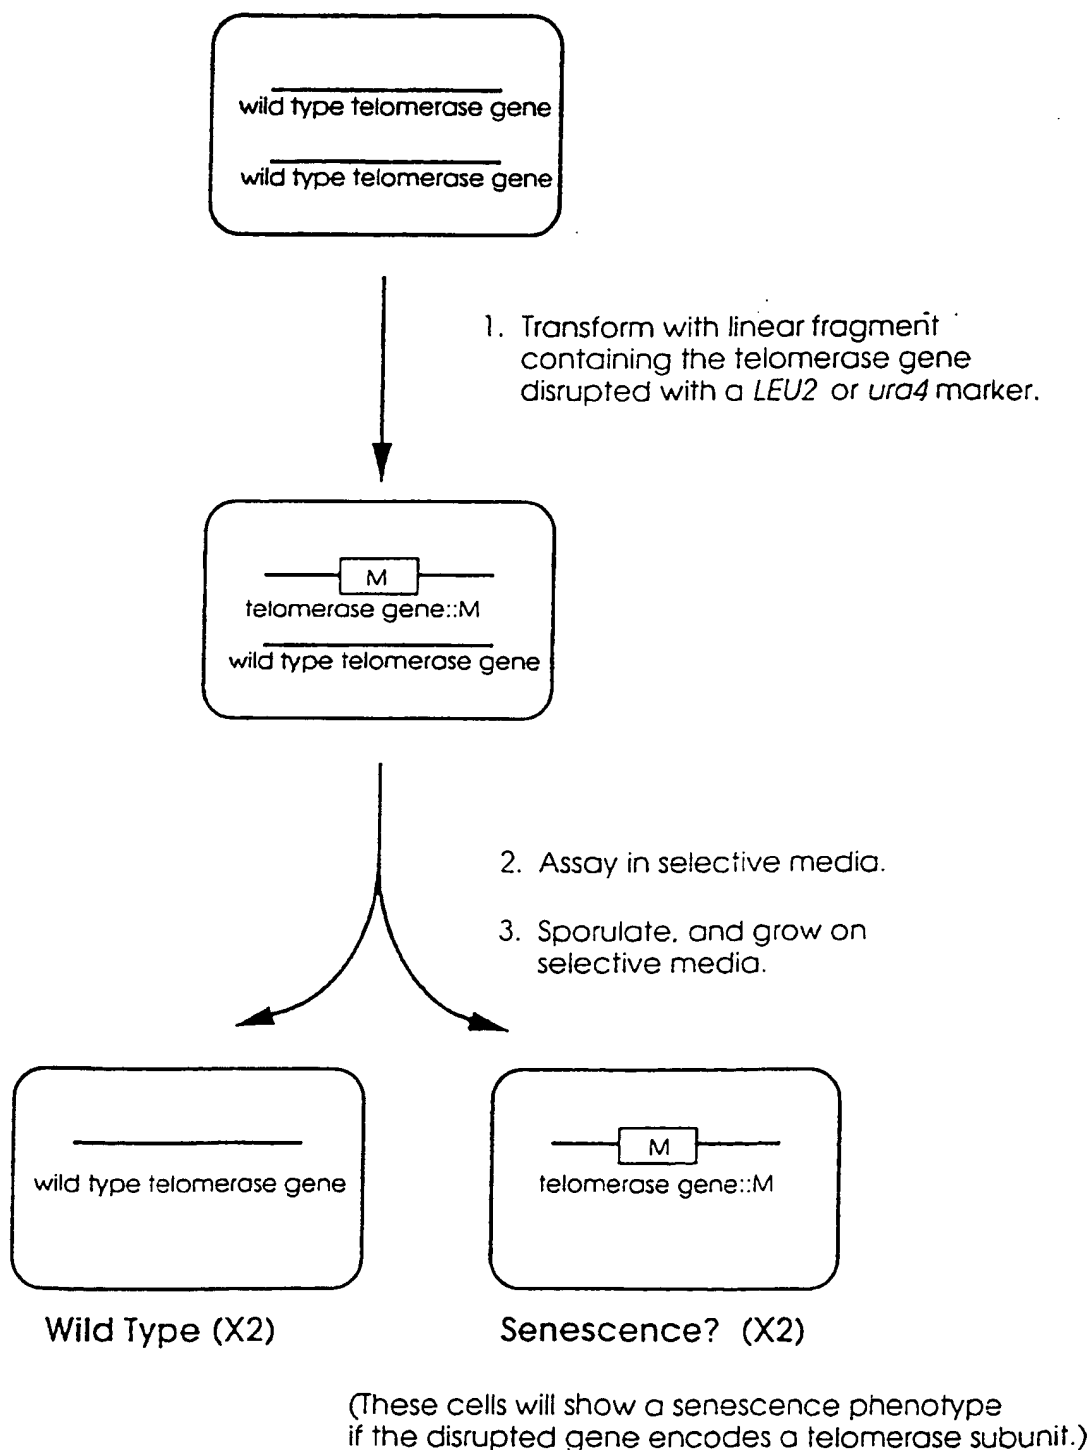 wild type telomerase gene
wild type telomerase gene
1. Transform with linear fragment
containing the telomerase gene
disrupted with a LEU2 or ura4 marker.
M
telomerase gene::M
wild type telomerase gene
2. Assay in selective media.
3. Sporulate, and grow on
selective media.
wild type telomerase gene
M
telomerase gene::M
Wild Type (X2)
Senescence? (X2)
(These cells will show a senescence phenotype
if the disrupted gene encodes a telomerase subunit.)